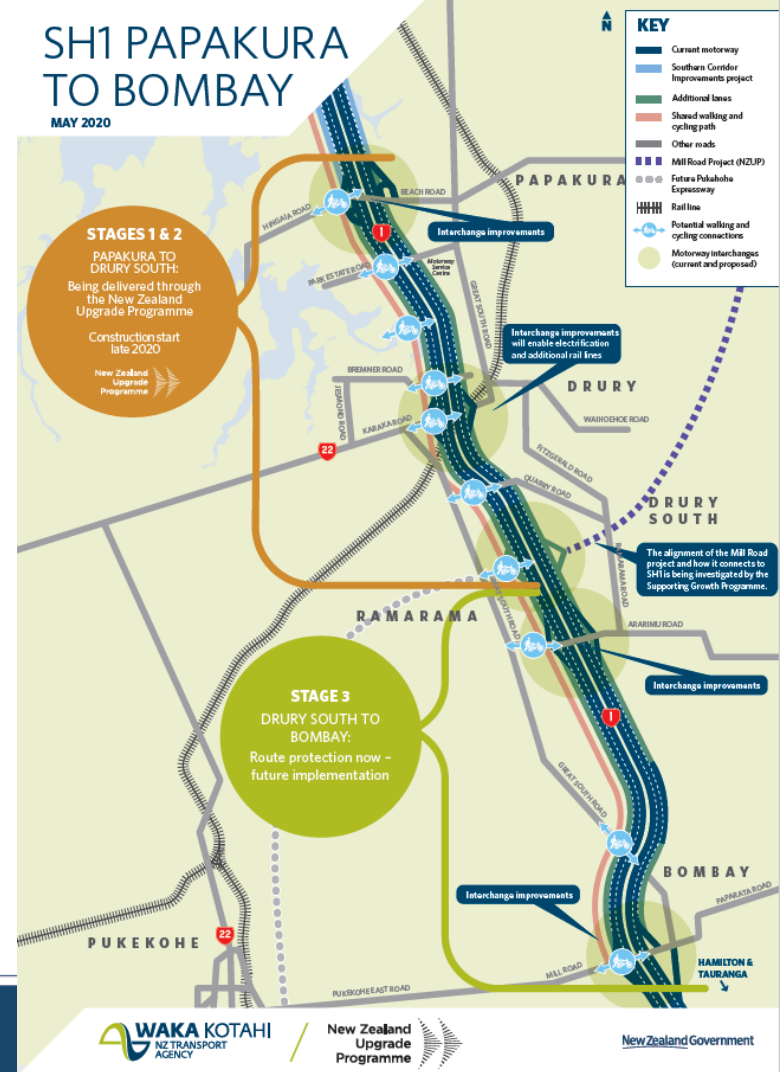 SH1 PAPAKURA
TO BOMBAY
MAY 2020
N
KEY
Current motorway
Southern Corridor
Improvements project
Additional lanes
Shared walking and
cycling path
Other roads
Mill Road Project (NZUP)
Future Pukehohe
Expressway
Rail line
Potential walking and
cycling connections
Motorway interchanges
(current and proposed)
PAPAKURA
BEACH ROAD
HINGAIA ROAD
1
Interchange improvements
STAGES 1 & 2
PAPAKURA TO
DRURY SOUTH:
Being delivered through
the New Zealand
Upgrade Programme
Construction start
late 2020
New Zealand
Upgrade
Programme
PARK ESTATE ROAD
Motorway
Service
Centre
GREAT SOUTH ROAD
Interchange improvements
will enable electrification
and additional rail lines
BREMNER ROAD
JESMOND ROAD
KARAKA ROAD
22
DRURY
WAIHOEHOE ROAD
FITZGERALD ROAD
QUARRY ROAD
DRURY
SOUTH
The alignment of the Mill Road
project and how it connects to
SH1 is being investigated by the
Supporting Growth Programme.
RAMARAMA
GREAT SOUTH ROAD
ARARIMU ROAD
Interchange improvements
STAGE 3
DRURY SOUTH TO
BOMBAY:
Route protection now –
future implementation
1
GREAT SOUTH ROAD
BOMBAY
PAPARATA ROAD
Interchange improvements
PUKEKOHE
22
MILL ROAD
PUKEKOHE EAST ROAD
HAMILTON &
TAURANGA
WAKA KOTAHI
NZ TRANSPORT
AGENCY
New Zealand
Upgrade
Programme
New Zealand Government